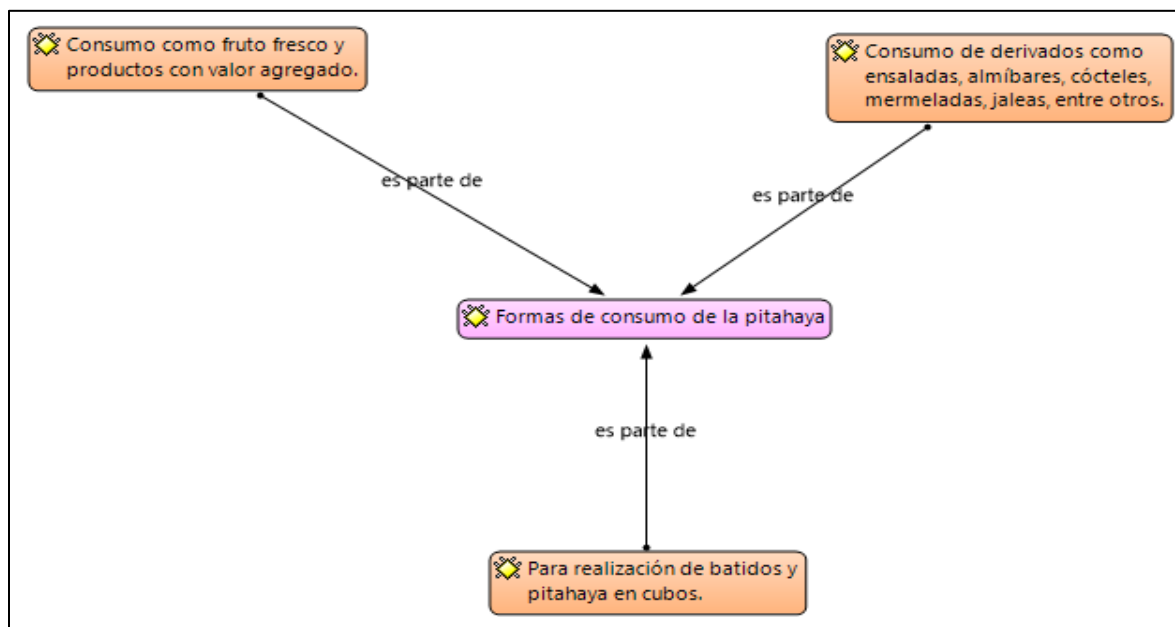 Consumo como fruto fresco y
productos con valor agregado.
Consumo de derivados como
ensaladas, almíbares, cócteles,
mermeladas, jaleas, entre otros.
es parte de
es parte de
Formas de consumo de la pitahaya
es parte de
Para realización de batidos y
pitahaya en cubos.